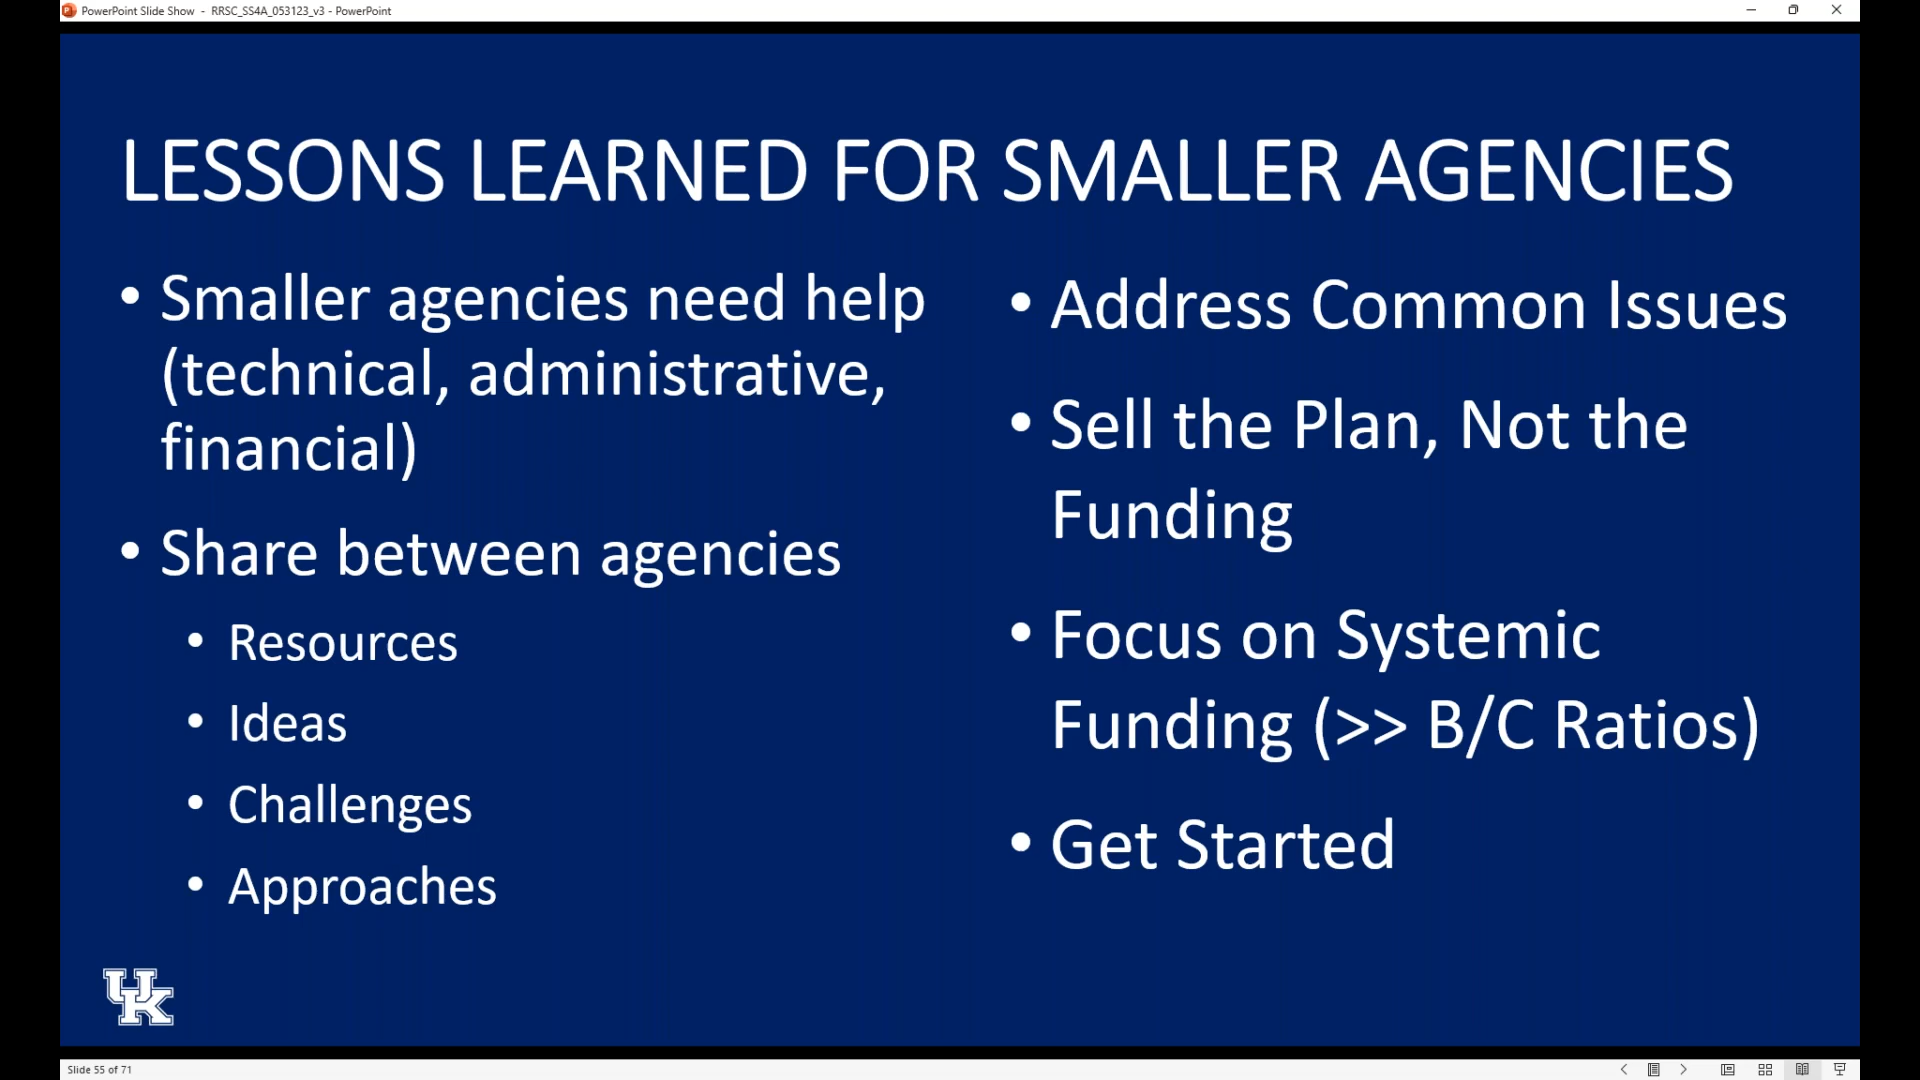 PowerPoint Slide Show - RRSC_SS4A_053123_v3 - PowerPoint
LESSONS LEARNED FOR SMALLER AGENCIES
• Smaller agencies need help
(technical, administrative,
financial)
• Share between agencies
• Resources
• Ideas
• Challenges
• Approaches
• Address Common Issues
• Sell the Plan, Not the
Funding
• Focus on Systemic
Funding (>> B/C Ratios)
• Get Started
UK
Slide 55 of 71